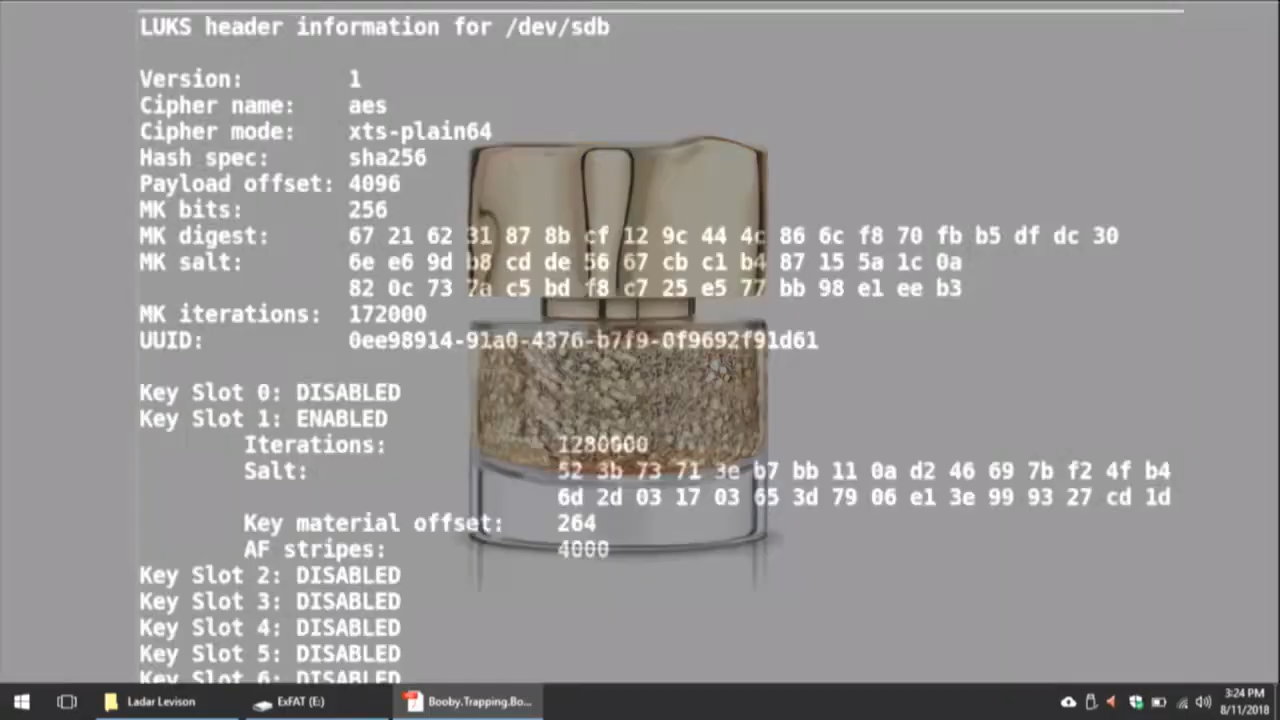 LUKS header information for /dev/sdb
Version: 1
Cipher name: aes
Cipher mode: xts-plain64
Hash spec: sha256
Payload offset: 4096
MK bits: 256
MK digest: 67 21 62 31 87 8b cf 12 9c 44 4c 86 6c f8 70 fb b5 df dc 30
MK salt: 6e e6 9d b8 cd de 56 67 cb c1 b4 87 15 5a 1c 0a
82 0c 73 7a c5 bd f8 c7 25 e5 77 bb 98 e1 ee b3
MK iterations: 172000
UUID: 0ee98914-91a0-4376-b7f9-0f9692f91d61
Key Slot 0: DISABLED
Key Slot 1: ENABLED
Iterations: 1280000
Salt: 52 3b 73 71 3e b7 bb 11 0a d2 46 69 7b f2 4f b4
6d 2d 03 17 03 65 3d 79 06 e1 3e 99 93 27 cd 1d
Key material offset: 264
AF stripes: 4000
Key Slot 2: DISABLED
Key Slot 3: DISABLED
Key Slot 4: DISABLED
Key Slot 5: DISABLED
Key Slot 6: DISABLED
Ladar Levison
ExFAT (E:)
Booby.Trapping.Bo...
3:24 PM
8/11/2018